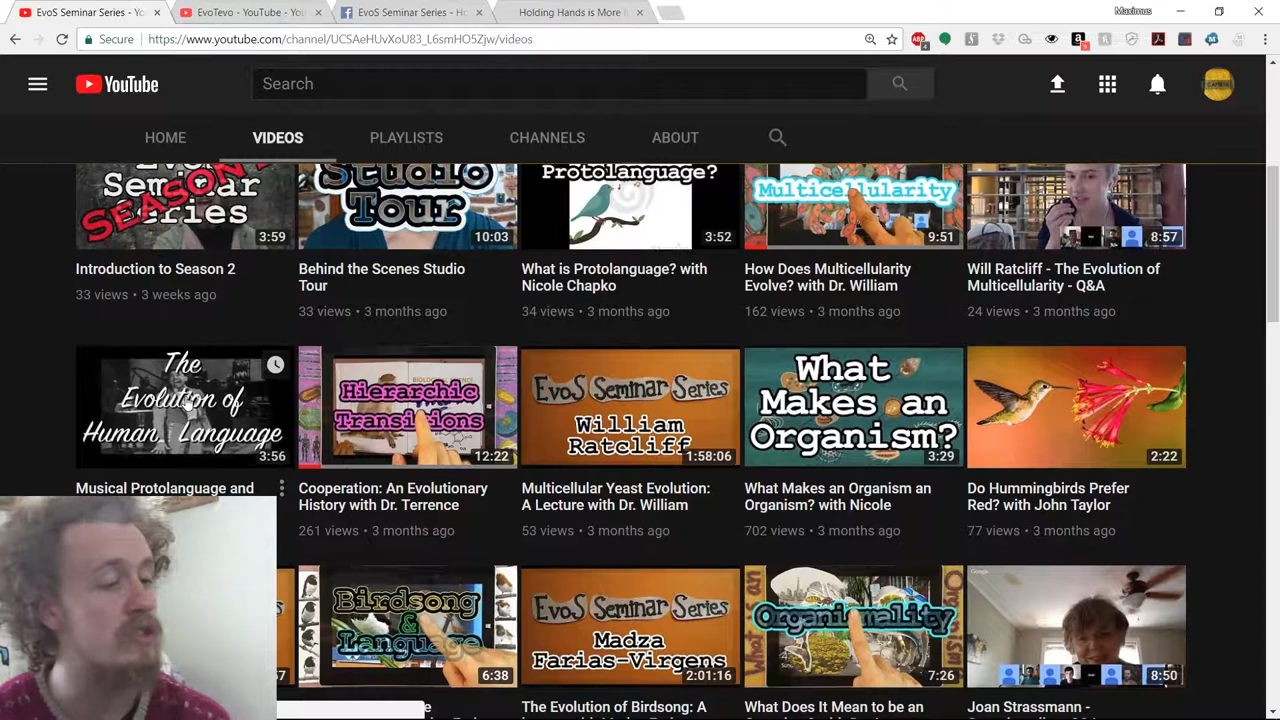 EvoS Seminar Series - Yo
EvoTevo - YouTube - You
EvoS Seminar Series - Ho
Holding Hands is More
Maximus
Secure
https://www.youtube.com/channel/UCSAeHUvXoU83_L6smHO5Zjw/videos
YouTube
Search
HOME
VIDEOS
PLAYLISTS
CHANNELS
ABOUT
Seminar
Series
SEASON
3:59
Studio
Tour
10:03
Protolanguage?
3:52
Multicellularity
9:51
8:57
Introduction to Season 2
33 views • 3 weeks ago
Behind the Scenes Studio
Tour
33 views • 3 months ago
What is Protolanguage? with
Nicole Chapko
34 views • 3 months ago
How Does Multicellularity
Evolve? with Dr. William
162 views • 3 months ago
Will Ratcliff - The Evolution of
Multicellularity - Q&A
24 views • 3 months ago
The
Evolution of
Human Language
3:56
Hierarchic
Transitions
12:22
EvoS Seminar Series
William
Ratcliff
1:58:06
What
Makes an
Organism?
3:29
2:22
Musical Protolanguage and
Cooperation: An Evolutionary
History with Dr. Terrence
261 views • 3 months ago
Multicellular Yeast Evolution:
A Lecture with Dr. William
53 views • 3 months ago
What Makes an Organism an
Organism? with Nicole
702 views • 3 months ago
Do Hummingbirds Prefer
Red? with John Taylor
77 views • 3 months ago
Birdsong
&
Language
6:38
EvoS Seminar Series
Madza
Farias-Virgens
2:01:16
What Makes an
Organismality
Organism
7:26
Google
8:50
The Evolution of Birdsong: A
What Does It Mean to be an
Joan Strassmann -